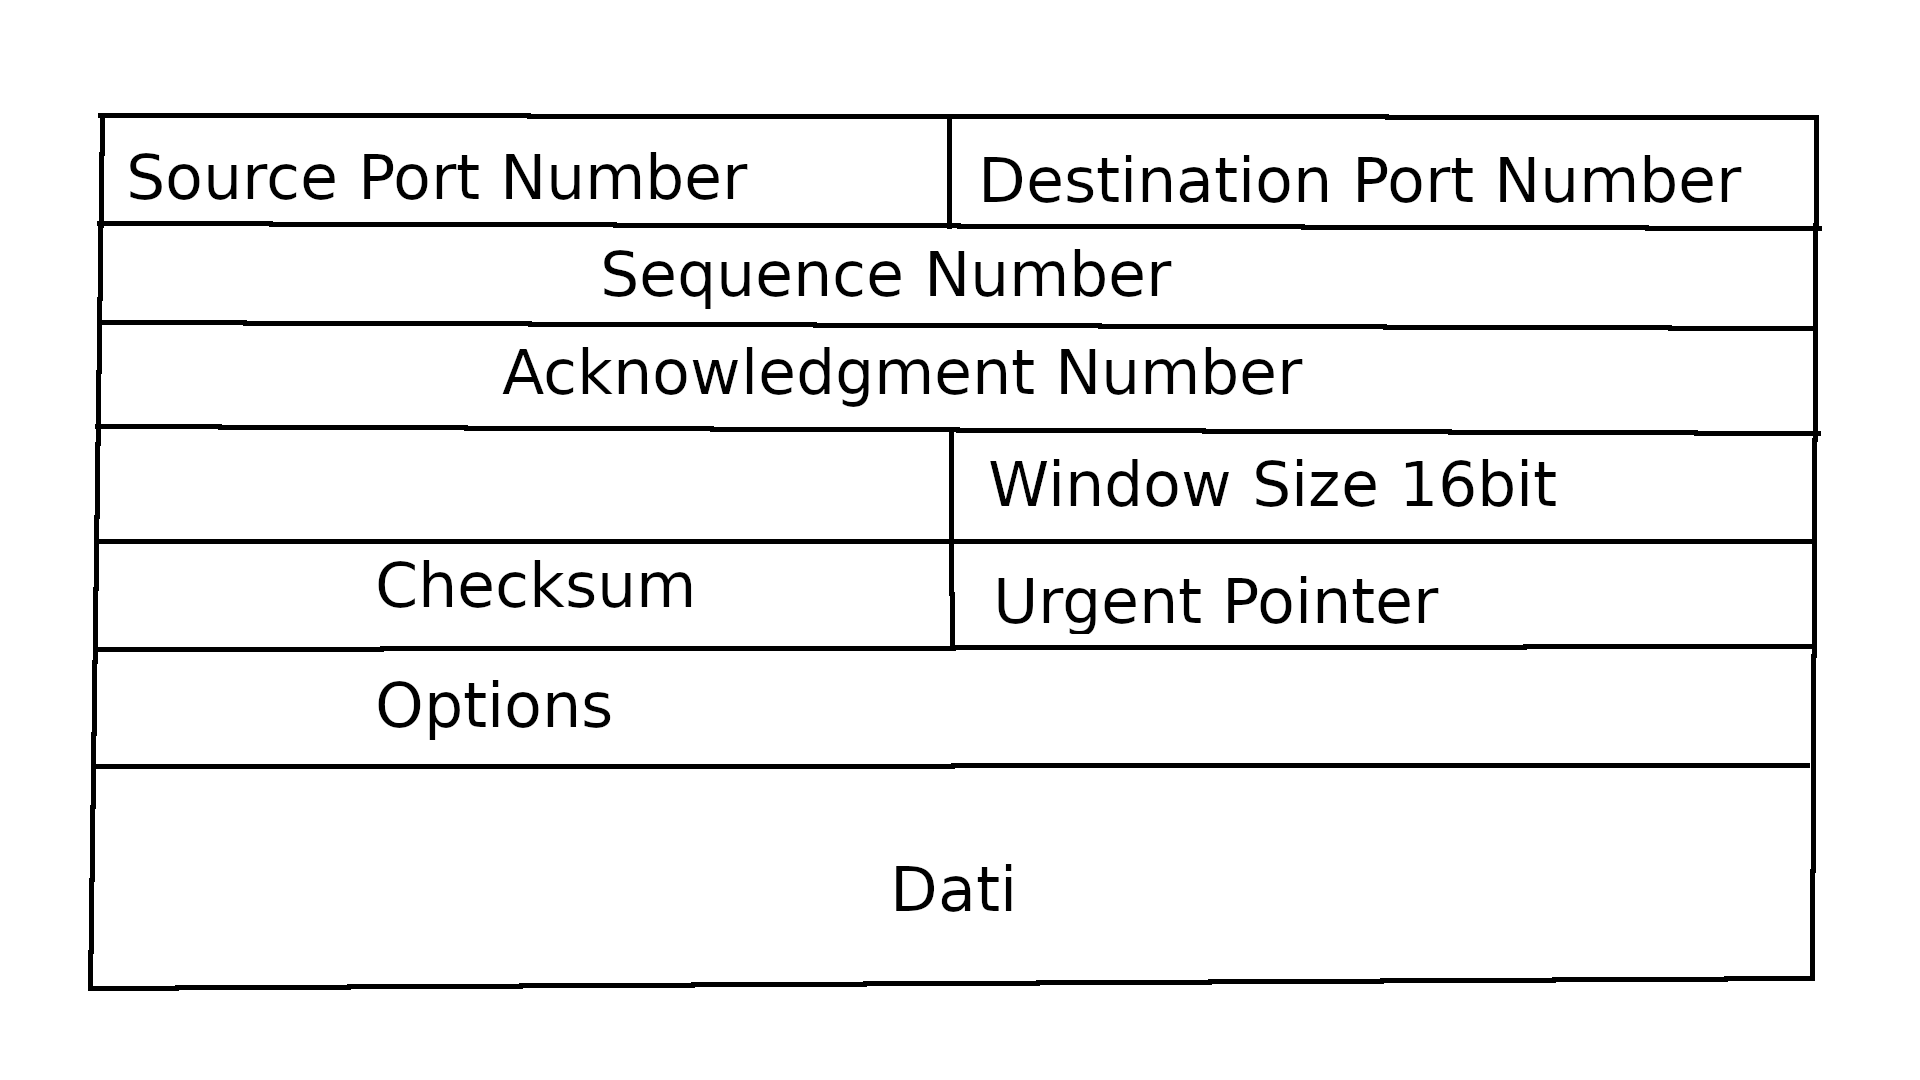 Source Port Number
Destination Port Number
Sequence Number
Acknowledgment Number
Window Size 16bit
Checksum
Urgent Pointer
Options
Dati